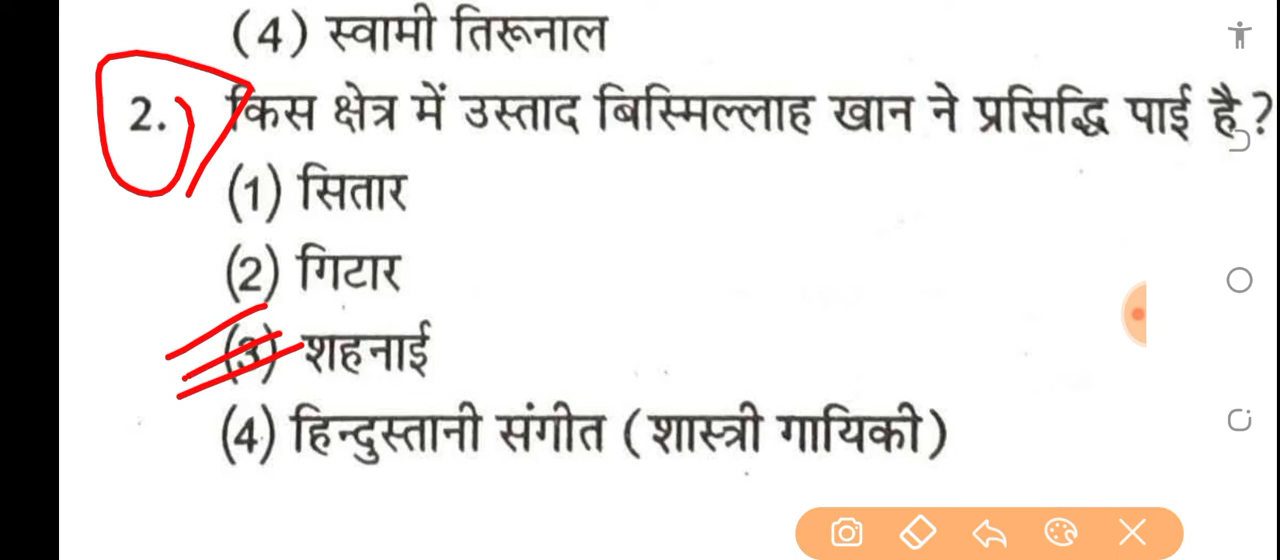 (4) स्वामी तिरूनाल
2. किस क्षेत्र में उस्ताद बिस्मिल्लाह खान ने प्रसिद्धि पाई है?
(1) सितार
(2) गिटार
(3) शहनाई
(4) हिन्दुस्तानी संगीत (शास्त्री गायिकी)